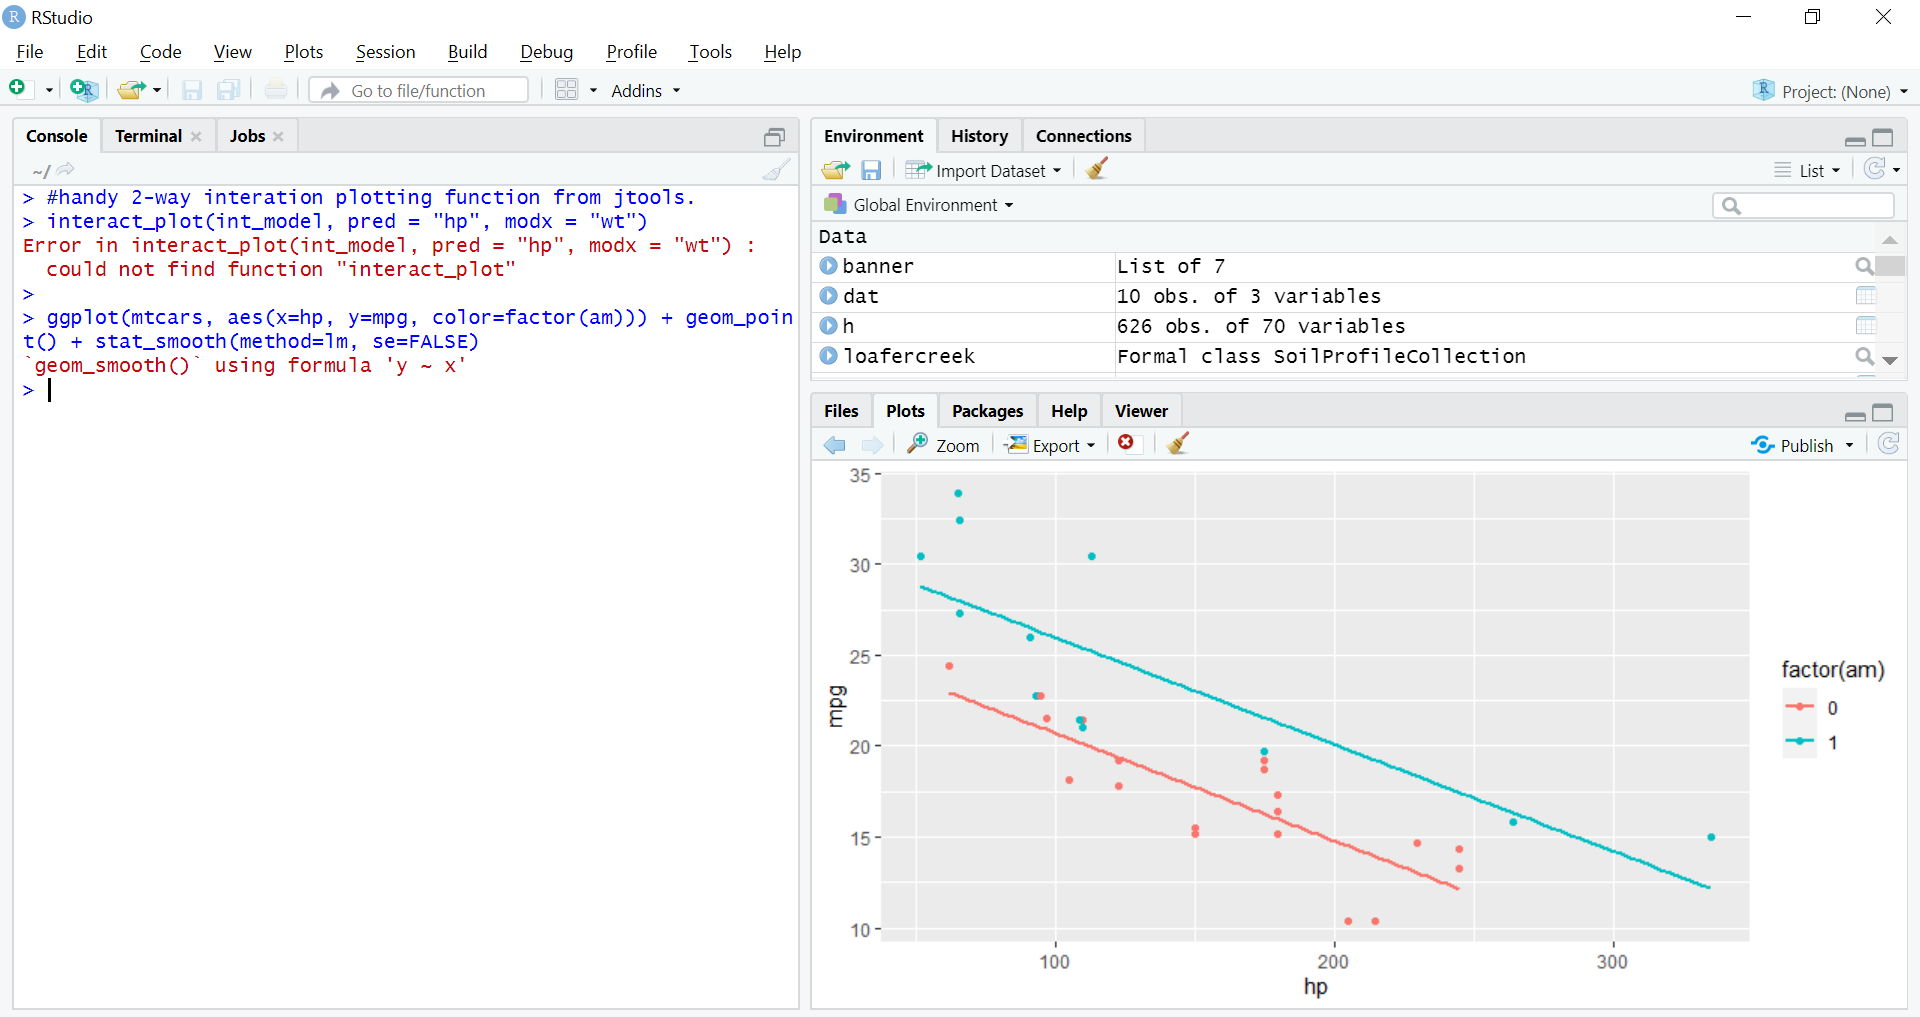 R RStudio
File Edit Code View Plots Session Build Debug Profile Tools Help
Go to file/function Addins Project: (None)
Console Terminal Jobs
~/
> #handy 2-way interation plotting function from jtools.
> interact_plot(int_model, pred = "hp", modx = "wt")
Error in interact_plot(int_model, pred = "hp", modx = "wt") :
could not find function "interact_plot"
>
> ggplot(mtcars, aes(x=hp, y=mpg, color=factor(am))) + geom_poin
t() + stat_smooth(method=lm, se=FALSE)
`geom_smooth()` using formula 'y ~ x'
>
Environment History Connections
Import Dataset List
Global Environment
Data
banner List of 7
dat 10 obs. of 3 variables
h 626 obs. of 70 variables
loafercreek Formal class SoilProfileCollection
Files Plots Packages Help Viewer
Zoom Export Publish
35
30
25
20
15
10
mpg
100 200 300
hp
factor(am)
0
1